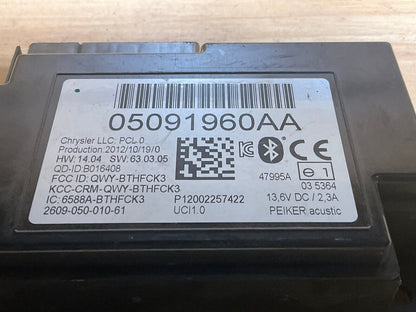 05091960AA
Chrysler LLC. PCL.0
Production:2012/10/19/0
HW: 14.04 SW: 63.03.05
QD-ID:B016408
FCC ID: QWY-BTHFCK3
KCC-CRM-QWY-BTHFCK3
IC: 6588A-BTHFCK3 P12002257422
2609-050-010-61 UCI1.0
47995A
e 1
03 5364
13,6V DC / 2,3A
PEIKER acustic